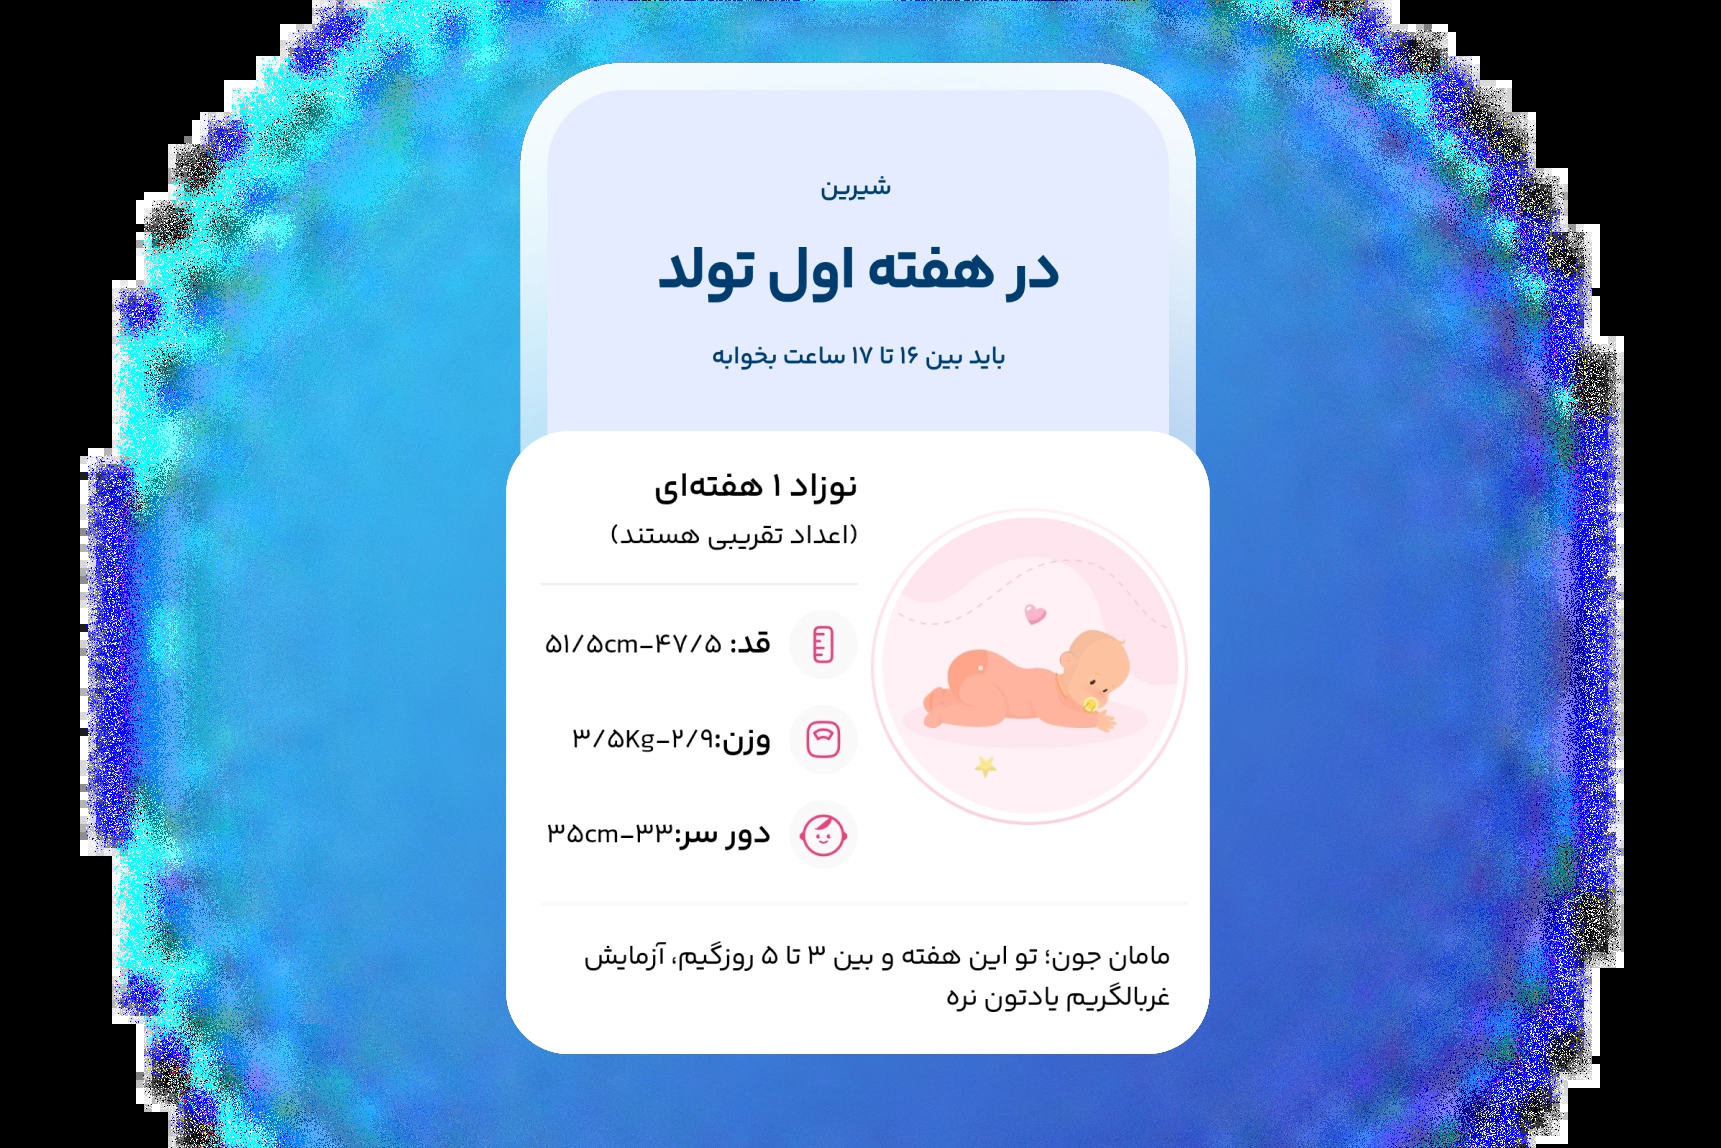 شیرین
در هفته اول تولد
باید بین ۱۶ تا ۱۷ ساعت بخوابه
نوزاد ۱ هفته‌ای
(اعداد تقریبی هستند)
قد: ۴۷/۵-۵۱/۵cm
وزن:۲/۹-۳/۵Kg
دور سر:۳۳-۳۵cm
مامان جون؛ تو این هفته و بین ۳ تا ۵ روزگیم، آزمایش
غربالگریم یادتون نره